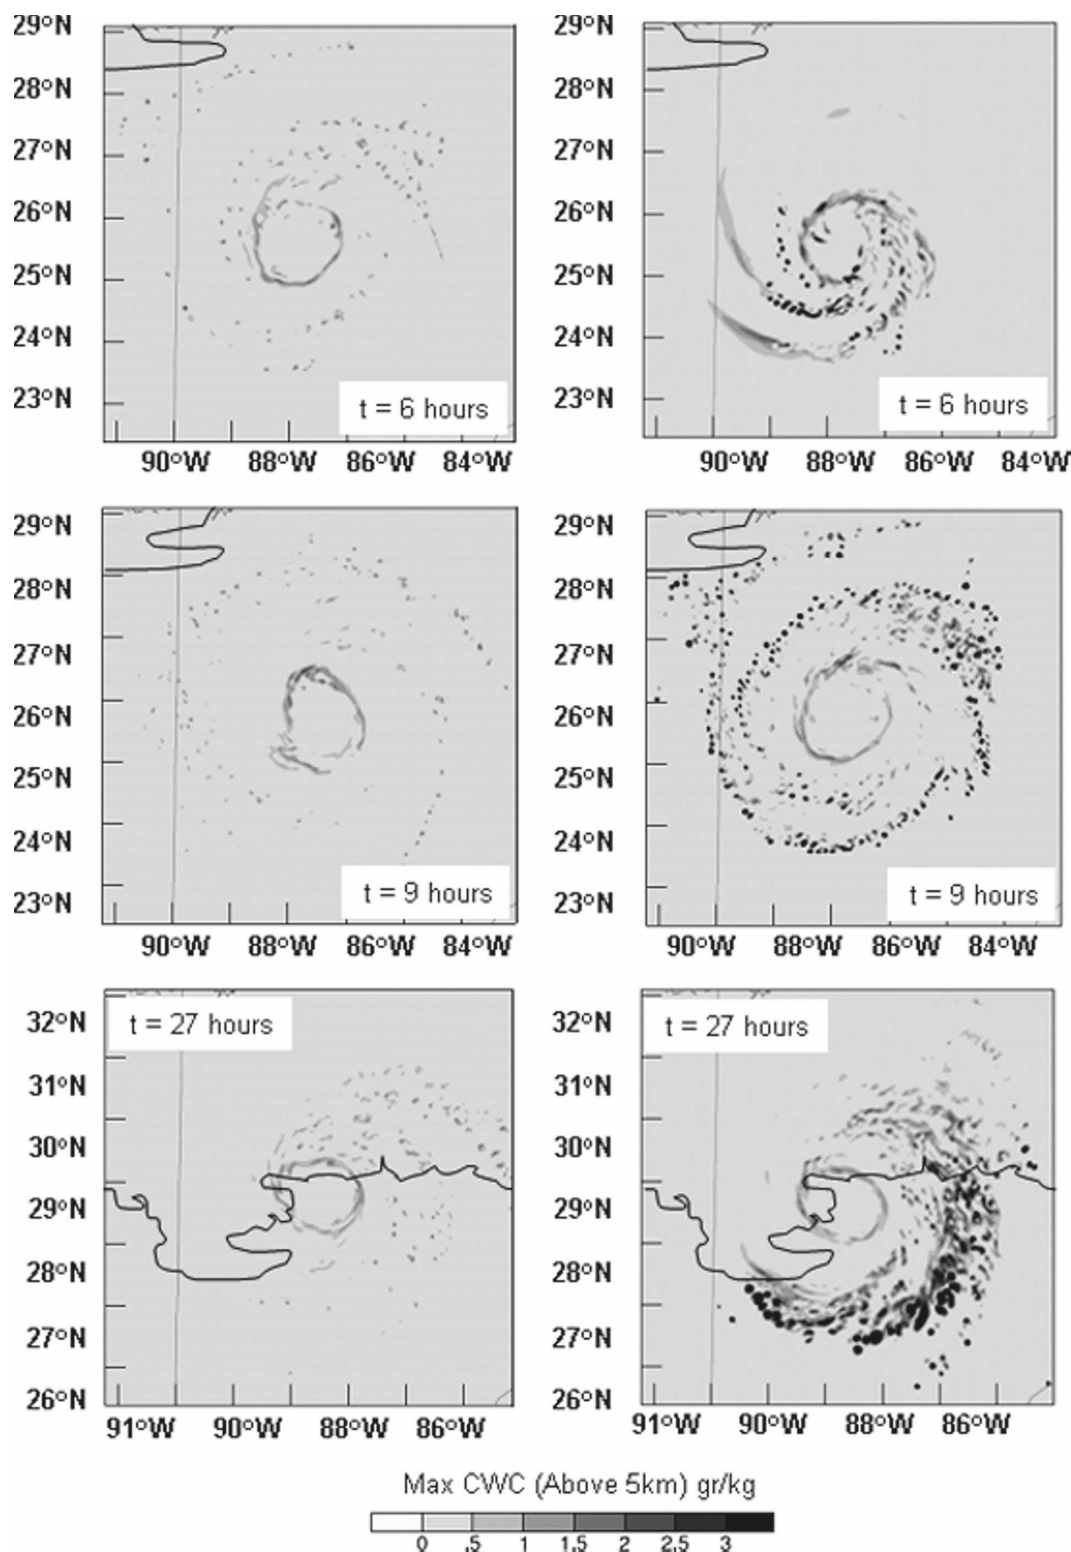 29°N 29°N
28°N 28°N
27°N 27°N
26°N 26°N
25°N 25°N
24°N 24°N
23°N 23°N
t = 6 hours t = 6 hours
90°W 88°W 86°W 84°W 90°W 88°W 86°W 84°W
29°N 29°N
28°N 28°N
27°N 27°N
26°N 26°N
25°N 25°N
24°N 24°N
23°N 23°N
t = 9 hours t = 9 hours
90°W 88°W 86°W 84°W 90°W 88°W 86°W 84°W
t = 27 hours t = 27 hours
32°N 32°N
31°N 31°N
30°N 30°N
29°N 29°N
28°N 28°N
27°N 27°N
26°N 26°N
91°W 90°W 88°W 86°W 91°W 90°W 88°W 86°W
Max CWC (Above 5km) gr/kg
0 .5 1 1.5 2 2.5 3